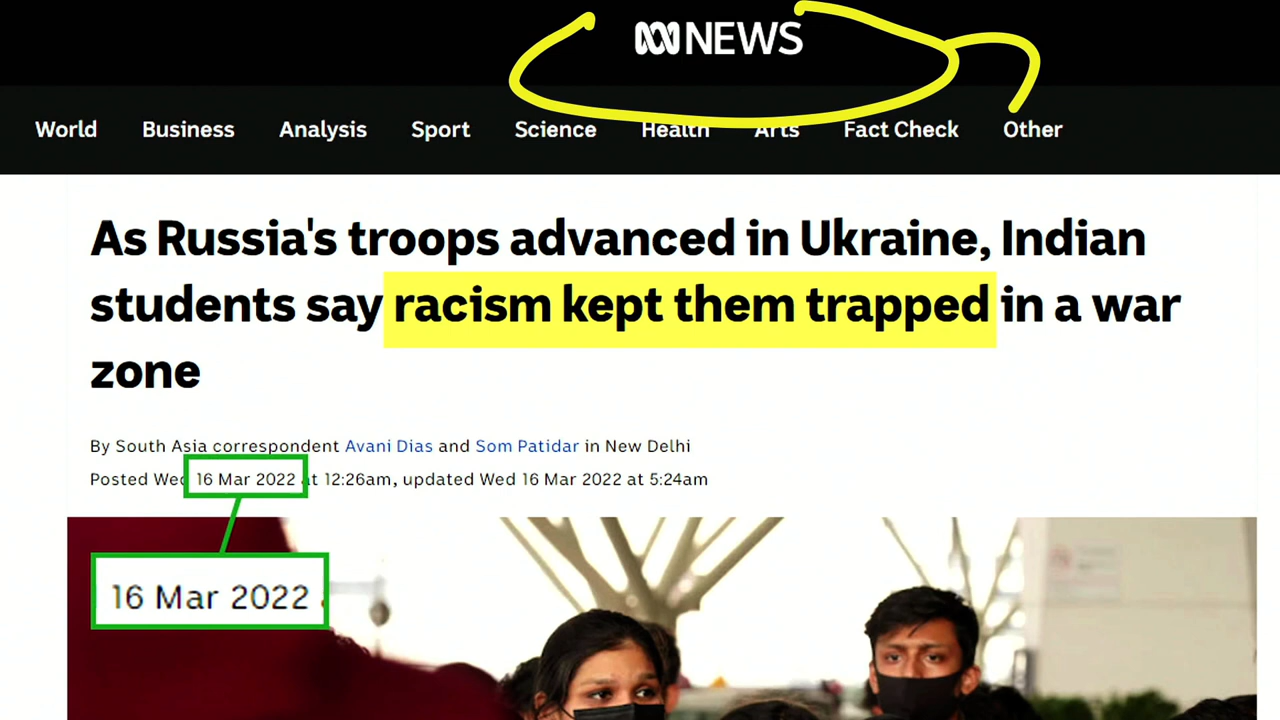 NEWS
World Business Analysis Sport Science Health Arts Fact Check Other
As Russia's troops advanced in Ukraine, Indian
students say racism kept them trapped in a war
zone
By South Asia correspondent Avani Dias and Som Patidar in New Delhi
Posted Wed 16 Mar 2022 at 12:26am, updated Wed 16 Mar 2022 at 5:24am
16 Mar 2022